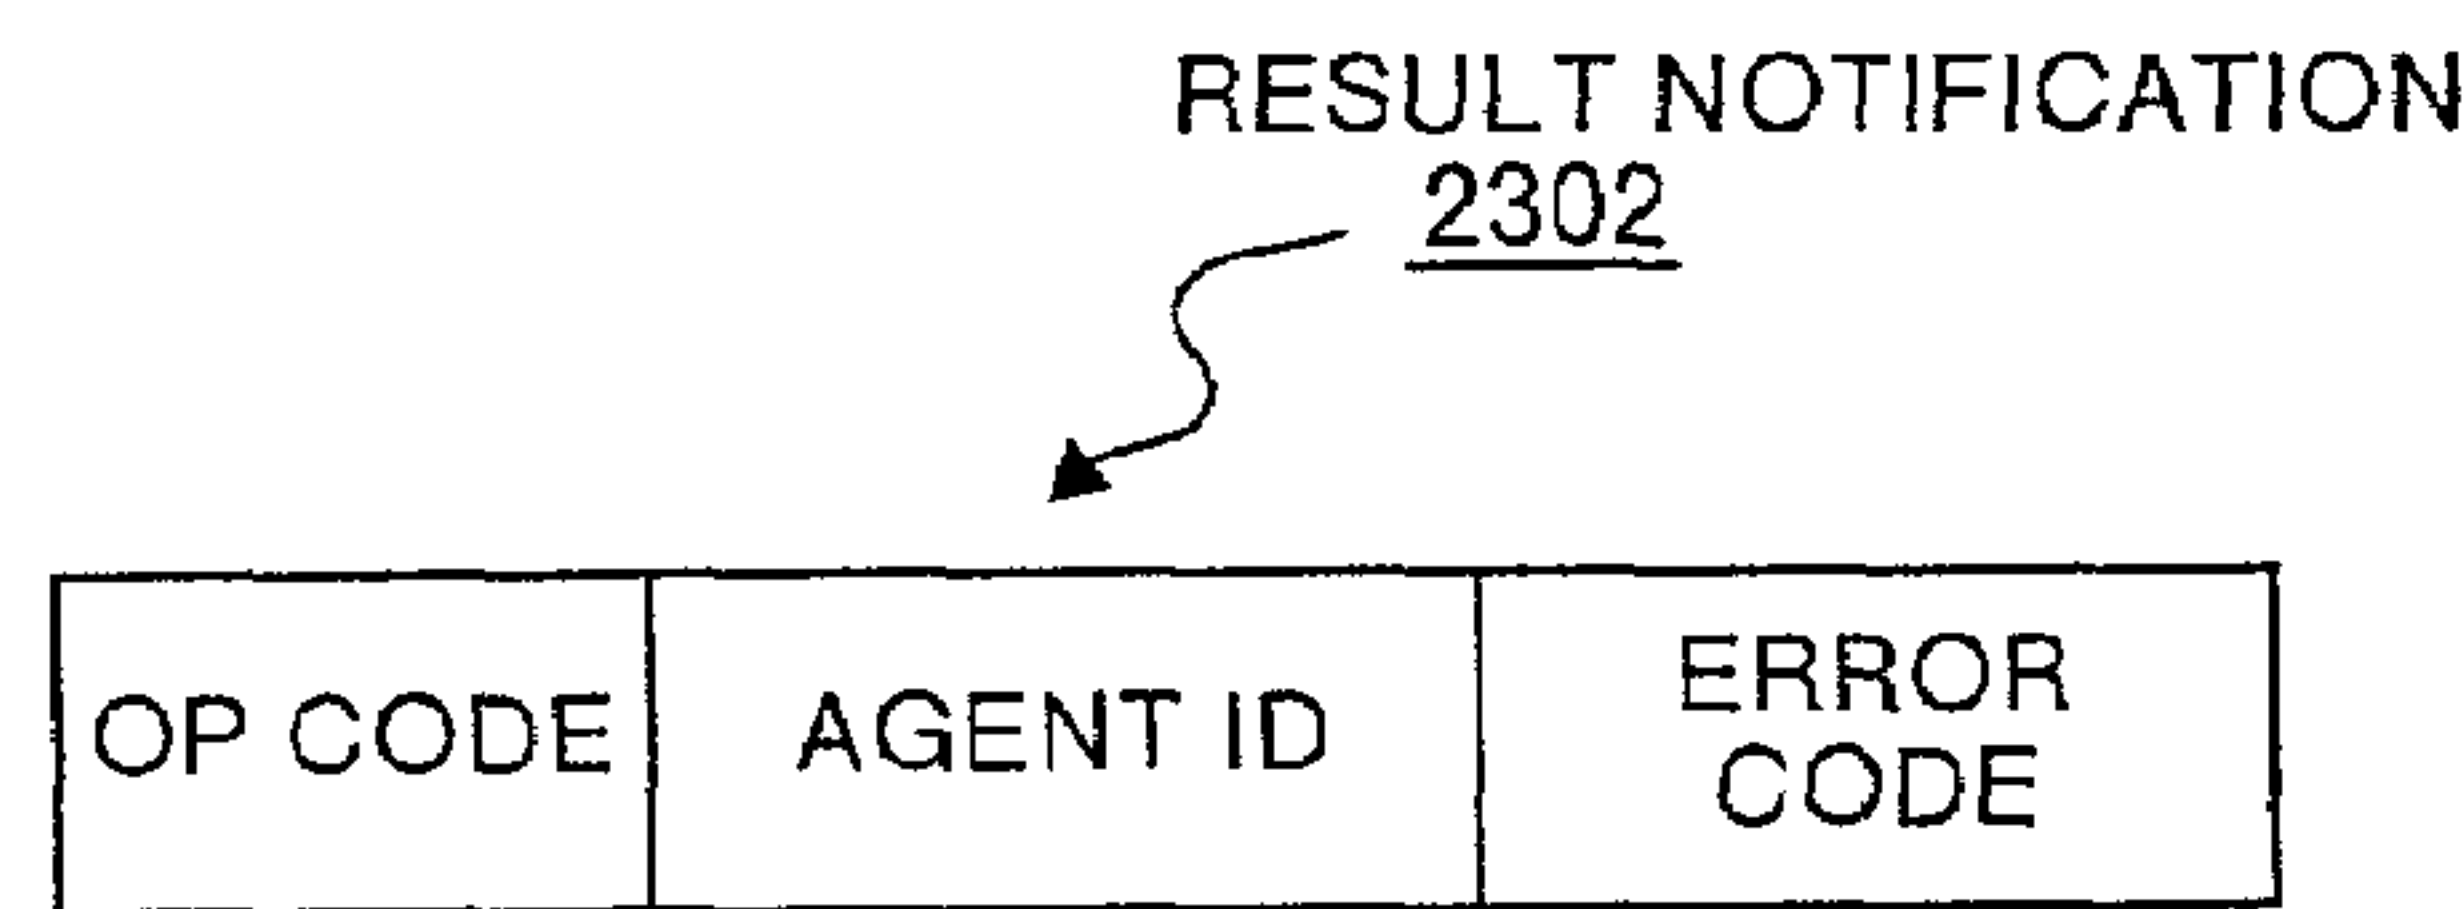 RESULT NOTIFICATION
2302
OP CODE
AGENT ID
ERROR
CODE